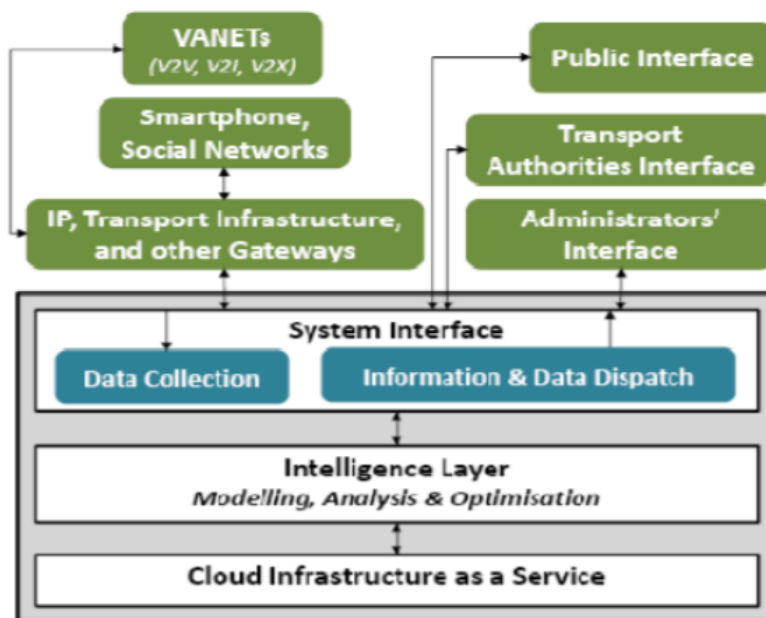 VANETs
(V2V, V2I, V2X)
Public Interface
Smartphone,
Social Networks
Transport
Authorities Interface
IP, Transport Infrastructure,
and other Gateways
Administrators'
Interface
System Interface
Data Collection
Information & Data Dispatch
Intelligence Layer
Modelling, Analysis & Optimisation
Cloud Infrastructure as a Service